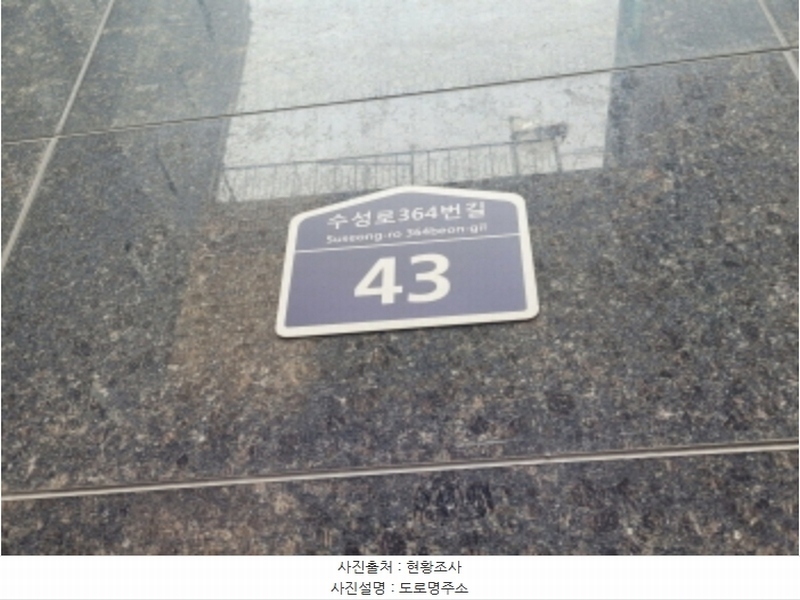 수성로364번길
Suseong-ro 364beon-gil
43
사진출처 : 현황조사
사진설명 : 도로명주소